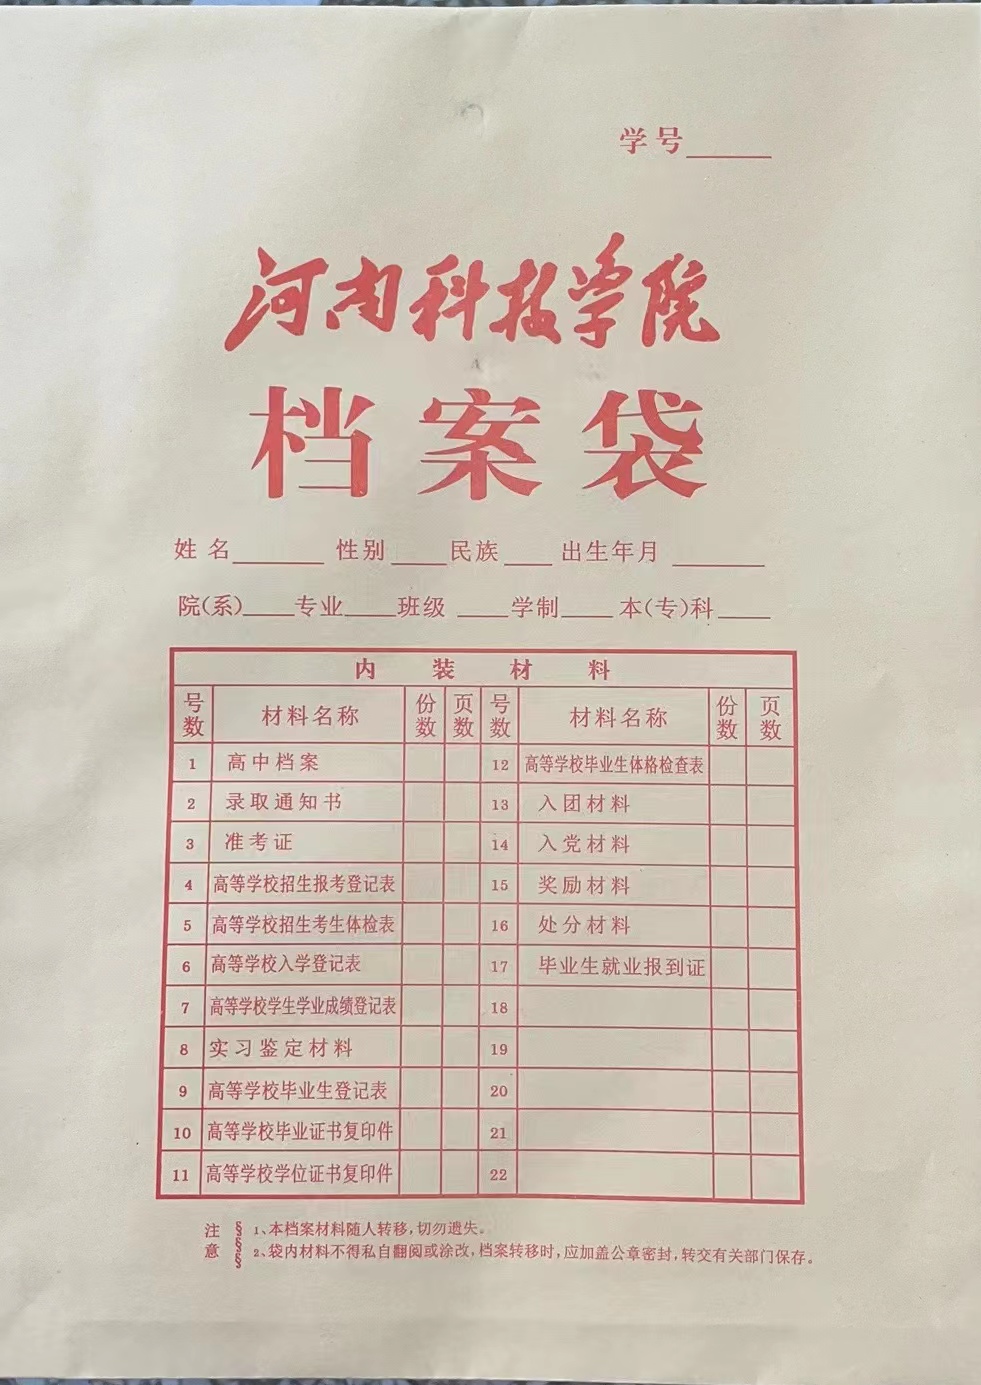 学号
河南科技学院
档案袋
姓名 性别 民族 出生年月
院(系) 专业 班级 学制 本(专)科
内装材料
号数 材料名称 份数 页数 号数 材料名称 份数 页数
1 高中档案 12 高等学校毕业生体格检查表
2 录取通知书 13 入团材料
3 准考证 14 入党材料
4 高等学校招生报考登记表 15 奖励材料
5 高等学校招生考生体检表 16 处分材料
6 高等学校入学登记表 17 毕业生就业报到证
7 高等学校学生学业成绩登记表 18
8 实习鉴定材料 19
9 高等学校毕业生登记表 20
10 高等学校毕业证书复印件 21
11 高等学校学位证书复印件 22
注意
1、本档案材料随人转移,切勿遗失。
2、袋内材料不得私自翻阅或涂改,档案转移时,应加盖公章密封,转交有关部门保存。